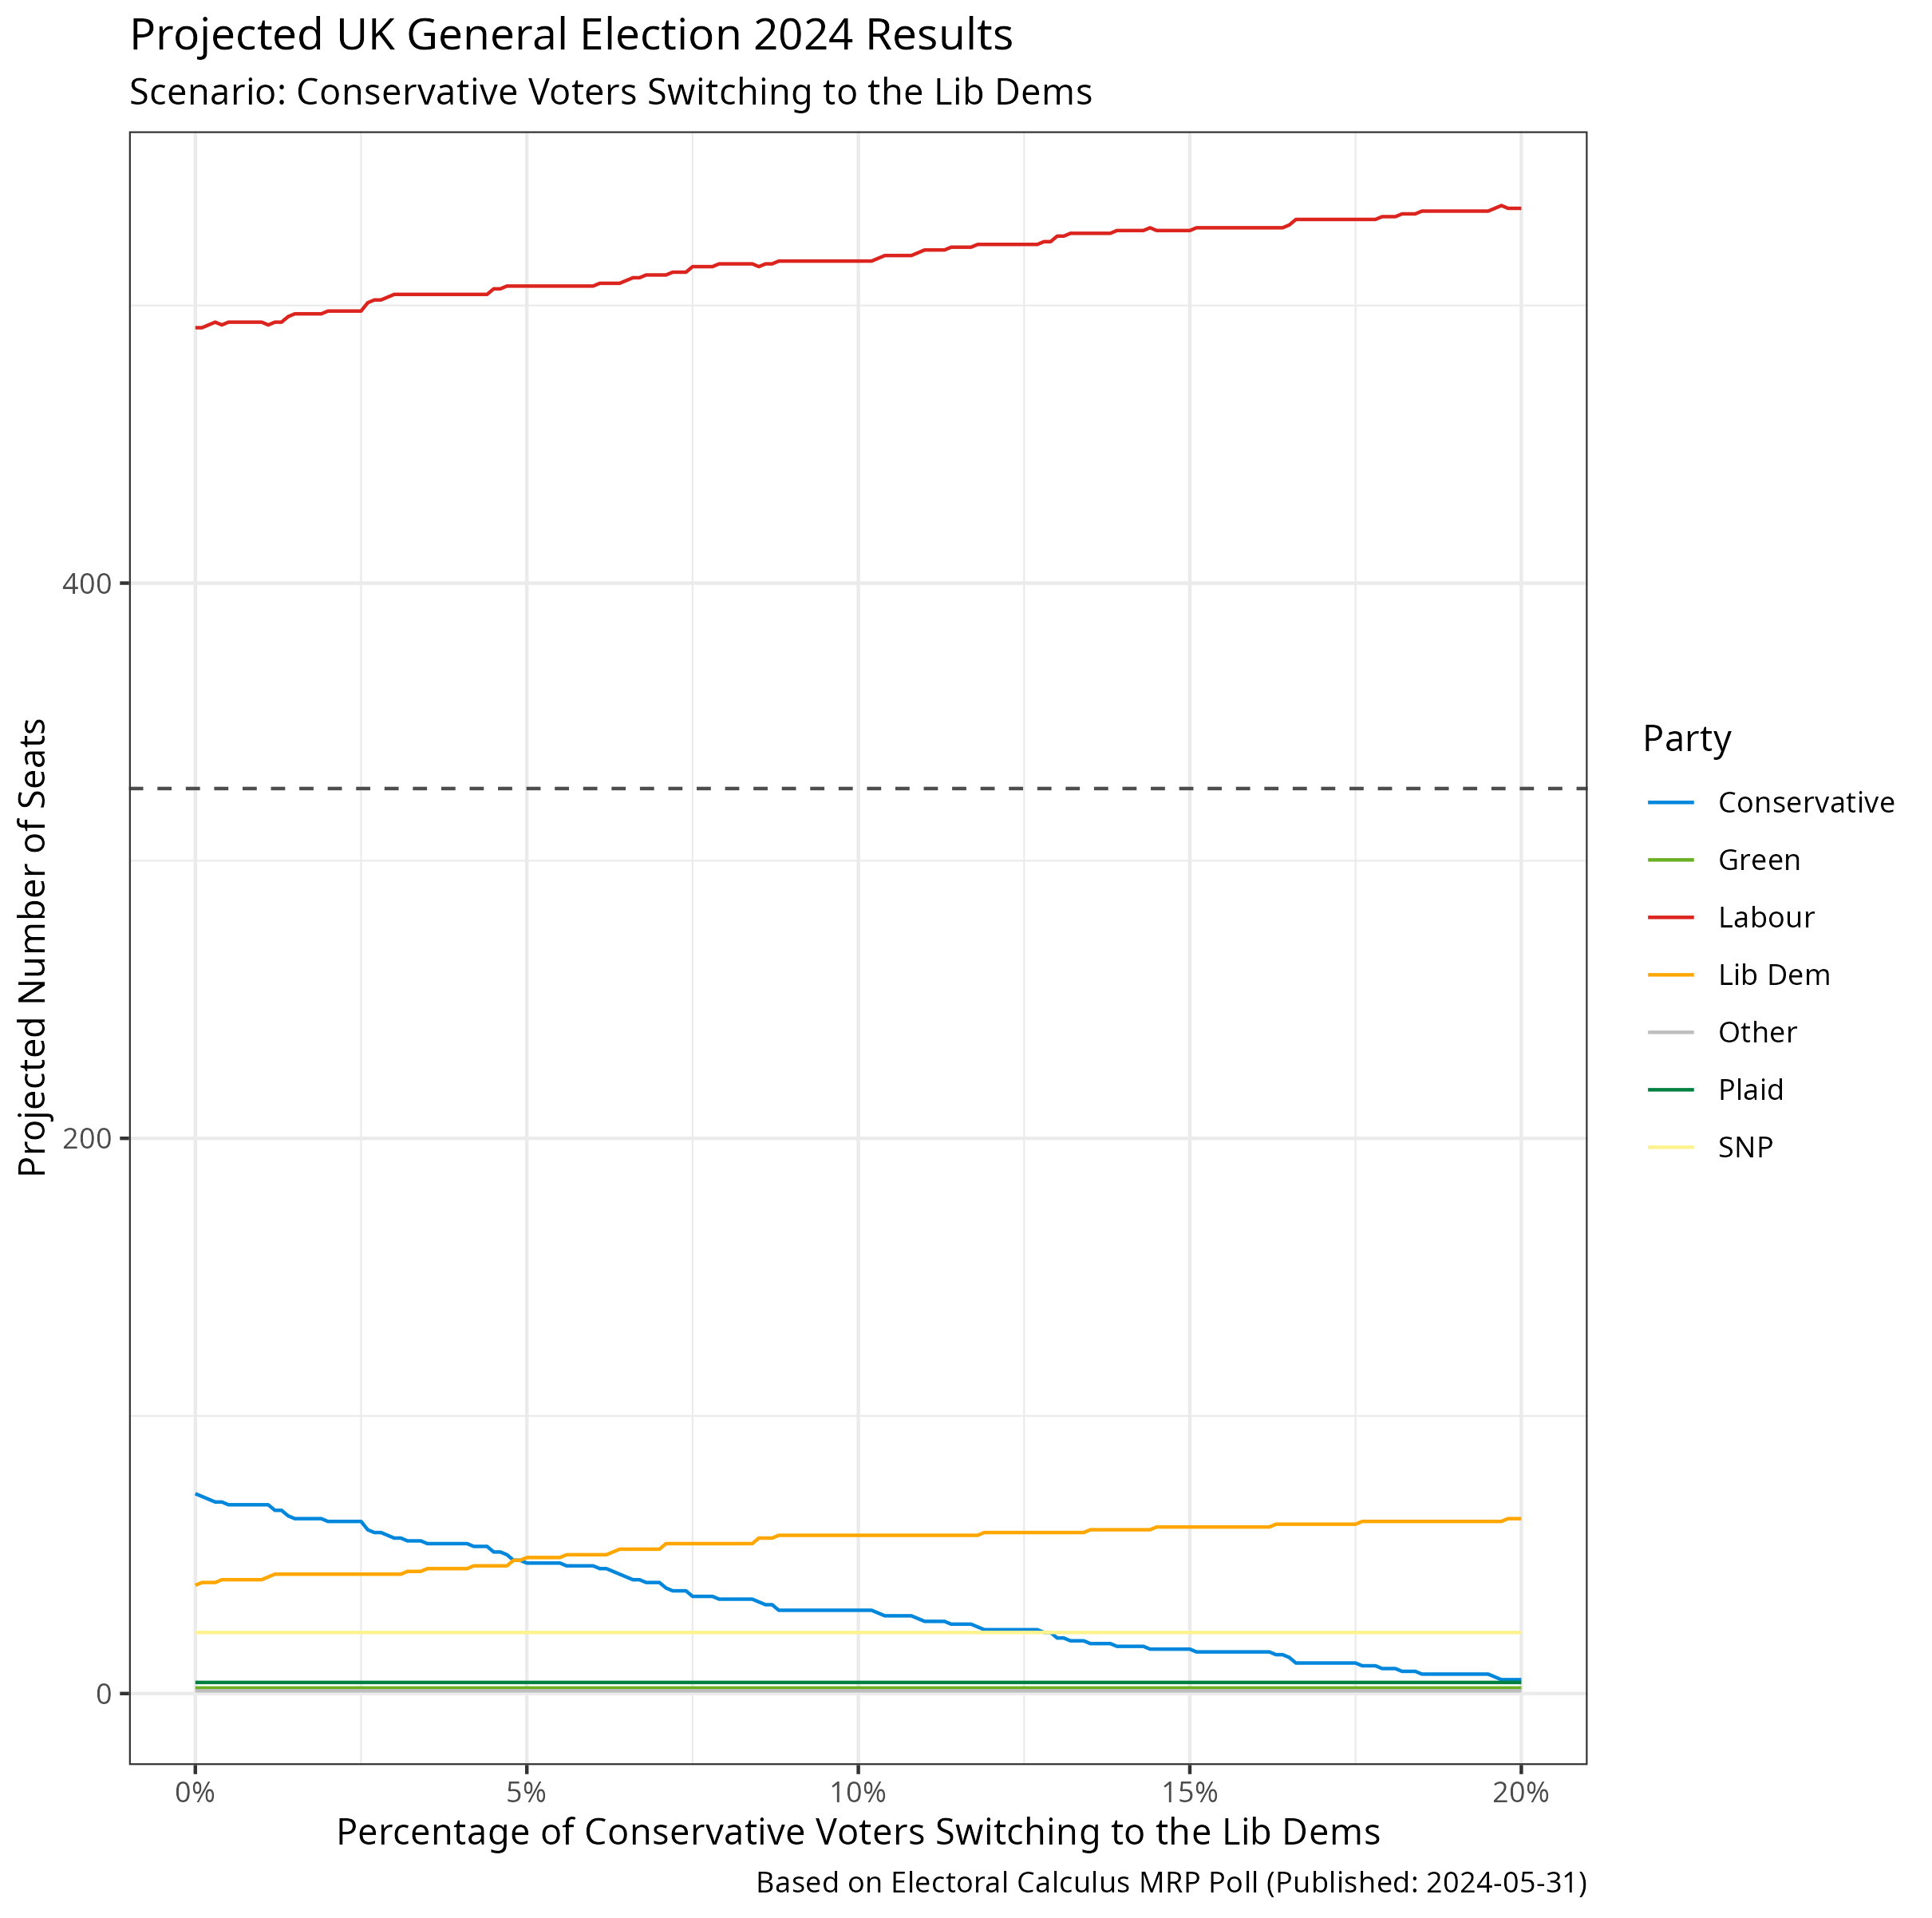 Projected UK General Election 2024 Results
Scenario: Conservative Voters Switching to the Lib Dems
Projected Number of Seats
400
200
0
0%
5%
10%
15%
20%
Percentage of Conservative Voters Switching to the Lib Dems
Based on Electoral Calculus MRP Poll (Published: 2024-05-31)
Party
Conservative
Green
Labour
Lib Dem
Other
Plaid
SNP